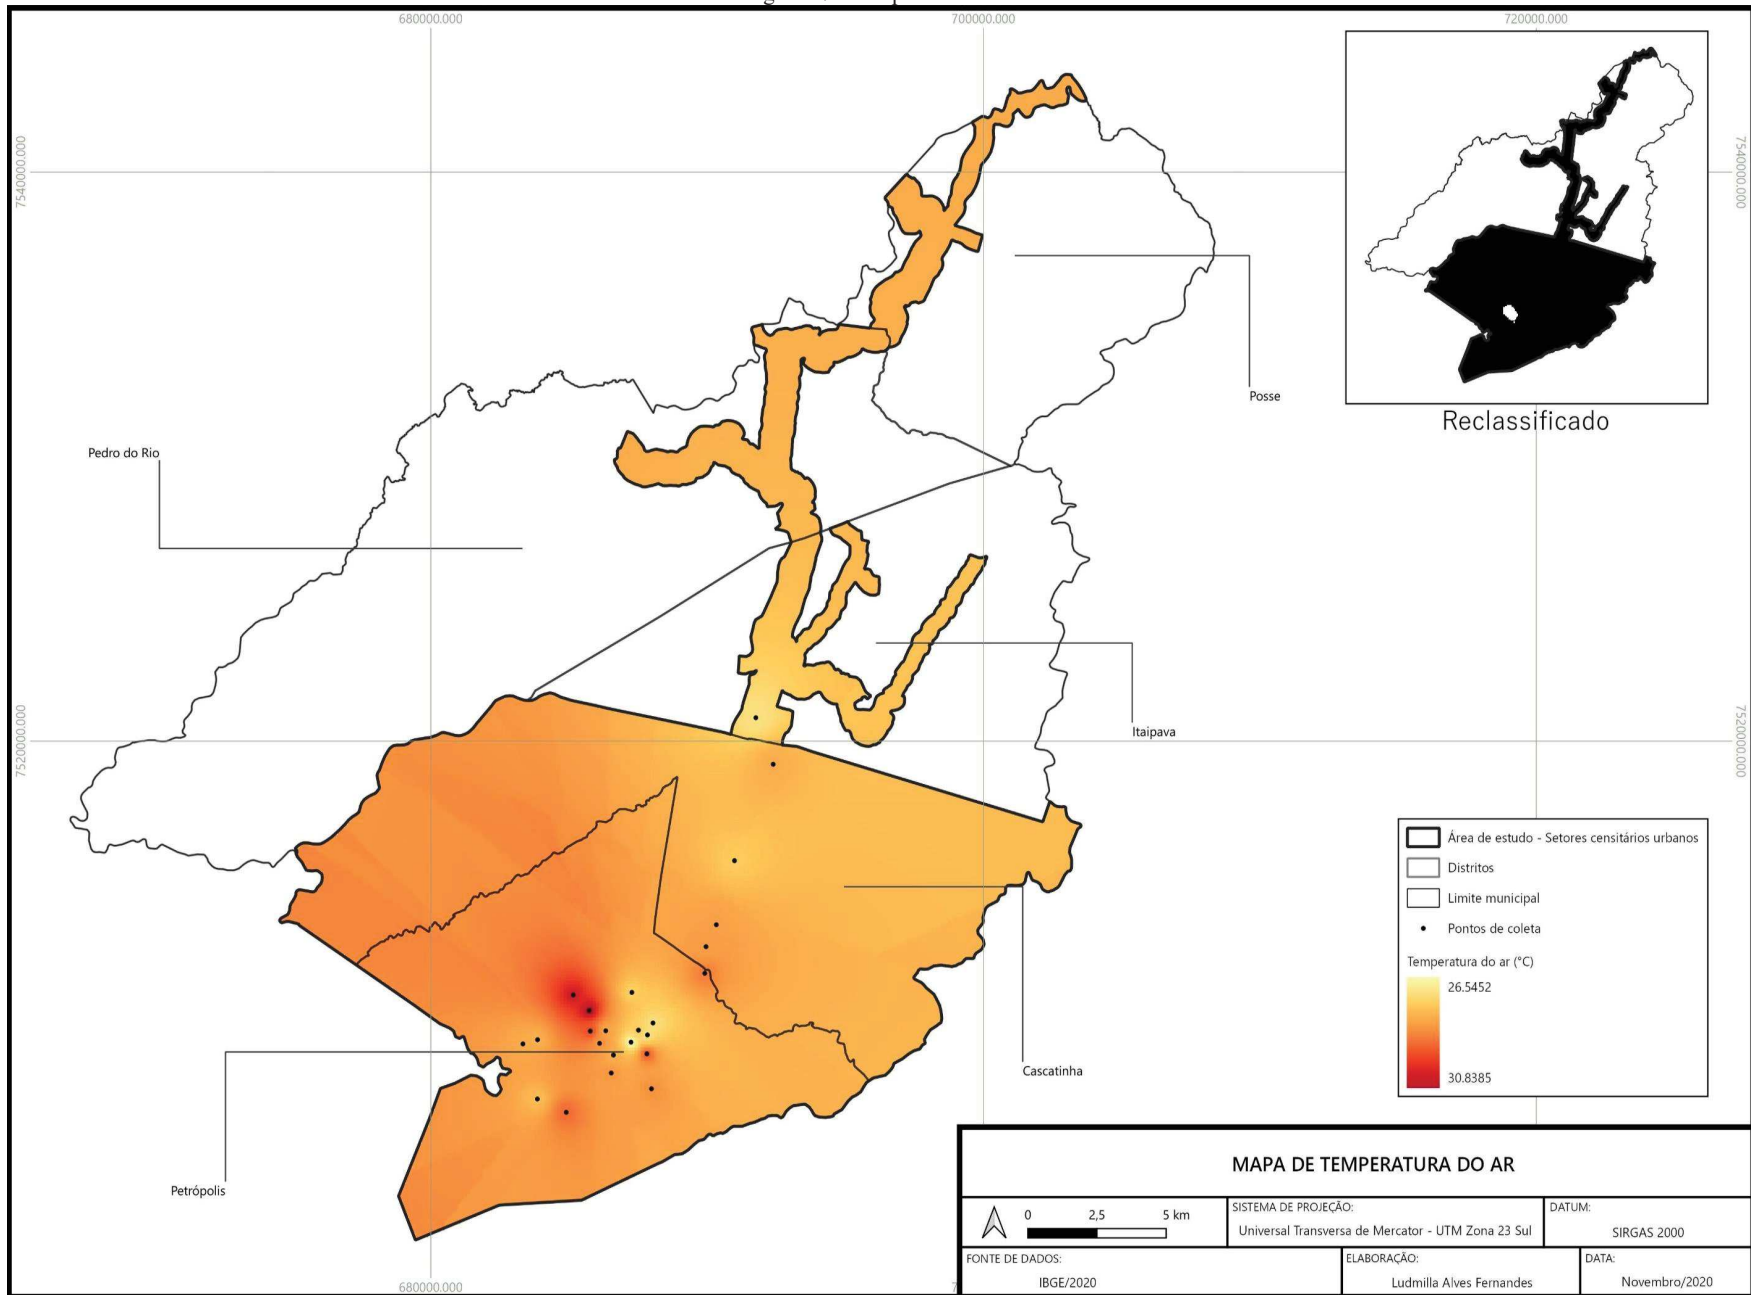 680000.000
700000.000
720000.000
7540000.000
7540000.000
Reclassificado
Posse
Pedro do Rio
Itaipava
7520000.000
7520000.000
Área de estudo - Setores censitários urbanos
Distritos
Limite municipal
Pontos de coleta
Temperatura do ar (°C)
26.5452
30.8385
Cascatinha
Petrópolis
680000.000
MAPA DE TEMPERATURA DO AR
0 2,5 5 km
SISTEMA DE PROJEÇÃO:
Universal Transversa de Mercator - UTM Zona 23 Sul
DATUM:
SIRGAS 2000
FONTE DE DADOS:
IBGE/2020
ELABORAÇÃO:
Ludmilla Alves Fernandes
DATA:
Novembro/2020